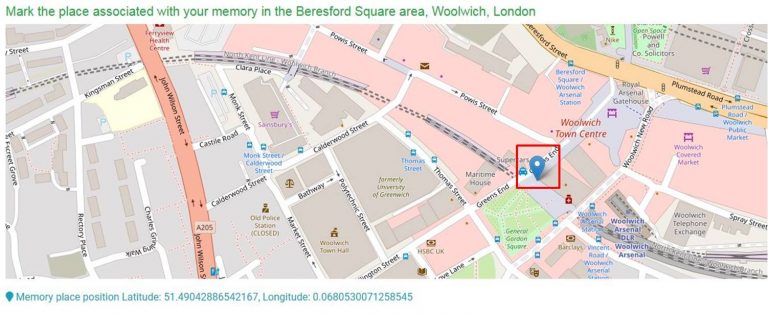 Mark the place associated with your memory in the Beresford Square area, Woolwich, London
Ferryview
Health Centre
North Kent Line - Woolwich Branch
Powis Street
Beresford Street
Nike
Open Space
Powell
and Co. Solicitors
Kingsman Street
John Wilson Street
Clara Place
Monk Street
Sainsbury's
Calderwood Street
Castile Road
Powis Street
Beresford
Square /
Woolwich
Arsenal
Station
Royal
Arsenal
Gatehouse
Plumstead Road
Plumstead
Road /
Woolwich
Public
Market
Woolwich
Town Centre
Woolwich New Road
Woolwich
Covered
Market
Monk Street /
Calderwood
Street
Calderwood Street
Thomas
Street
Thomas Street
Maritime
House
Greens End
formerly
University
of
Greenwich
Bathway
Polytechnic Street
Rectory Place
Charles Grinling Walk
A205
John Wilson Street
Old Police
Station
(CLOSED)
Market Street
Woolwich
Town Hall
Wellington Street
HSBC UK
Love Lane
General
Gordon
Square
Barclays
Woolwich
Arsenal
Station
Woolwich
Arsenal
DLR
Woolwich
Arsenal
Vincent
Road /
Spray Street
Woolwich
Telephone
Exchange
Memory place position Latitude: 51.49042886542167, Longitude: 0.0680530071258545